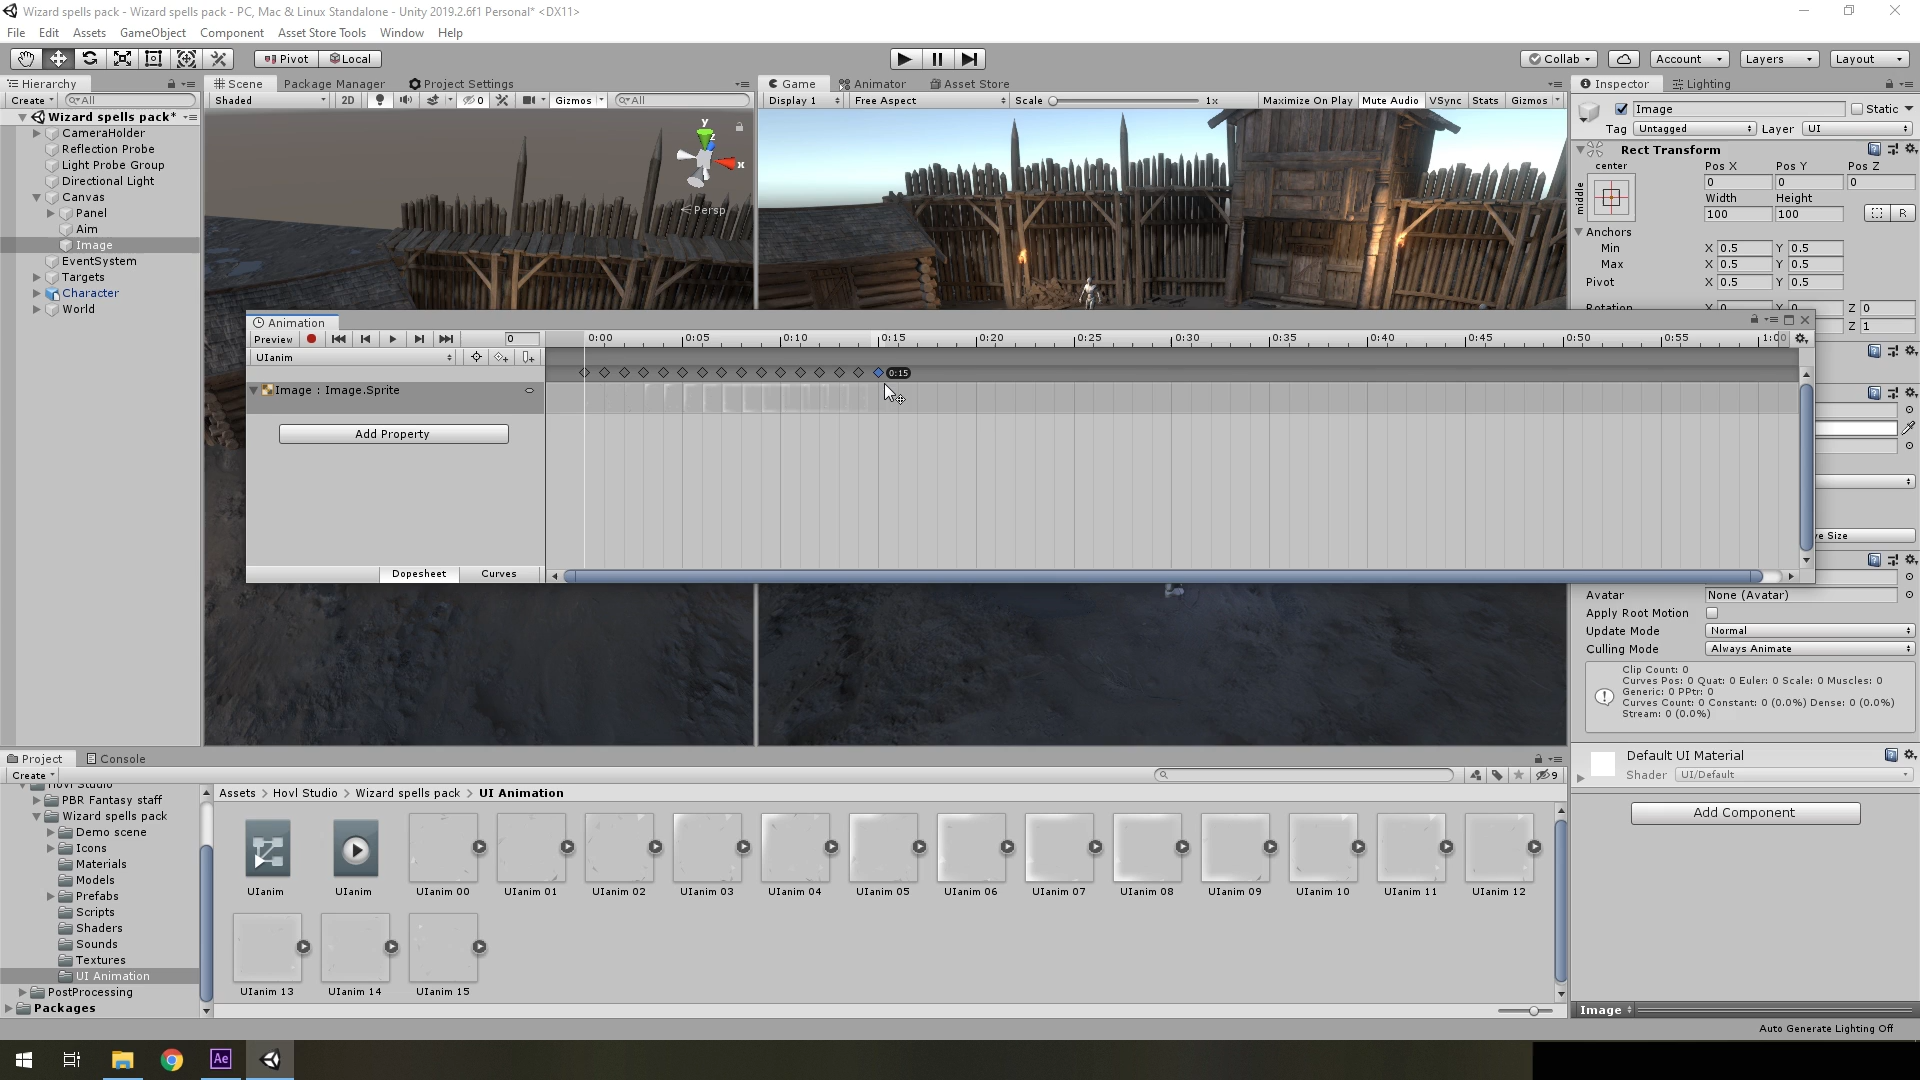 Wizard spells pack - Wizard spells pack - PC, Mac & Linux Standalone - Unity 2019.2.6f1 Personal* <DX11>
File Edit Assets GameObject Component Asset Store Tools Window Help
Pivot Local Collab Account Layers Layout
Hierarchy Scene Package Manager Project Settings Game Animator Asset Store Inspector Lighting
Create All Shaded 2D 0 Gizmos All Display 1 Free Aspect Scale 1x Maximize On Play Mute Audio VSync Stats Gizmos
Image Static
Tag Untagged Layer UI
Wizard spells pack*
CameraHolder
Reflection Probe
Light Probe Group
Directional Light
Canvas
Panel
Aim
Image
EventSystem
Targets
Character
World
y
z
x
Persp
Rect Transform
center Pos X Pos Y Pos Z
middle 0 0 0
Width Height
100 100 R
Anchors
Min X 0.5 Y 0.5
Max X 0.5 Y 0.5
Pivot X 0.5 Y 0.5
Rotation X 0 Y 0 Z 0
Z 1
Animation
Preview 0 0:00 0:05 0:10 0:15 0:20 0:25 0:30 0:35 0:40 0:45 0:50 0:55 1:00
UIanim
0:15
Image : Image.Sprite
Add Property
Dopesheet Curves
ve Size
Avatar None (Avatar)
Apply Root Motion
Update Mode Normal
Culling Mode Always Animate
Clip Count: 0
Curves Pos: 0 Quat: 0 Euler: 0 Scale: 0 Muscles: 0
Generic: 0 PPtr: 0
Curves Count: 0 Constant: 0 (0.0%) Dense: 0 (0.0%)
Stream: 0 (0.0%)
Default UI Material
Shader UI/Default
Add Component
Project Console
Create 9
Hovl Studio
PBR Fantasy staff
Wizard spells pack
Demo scene
Icons
Materials
Models
Prefabs
Scripts
Shaders
Sounds
Textures
UI Animation
PostProcessing
Packages
Assets > Hovl Studio > Wizard spells pack > UI Animation
UIanim UIanim UIanim 00 UIanim 01 UIanim 02 UIanim 03 UIanim 04 UIanim 05 UIanim 06 UIanim 07 UIanim 08 UIanim 09 UIanim 10 UIanim 11 UIanim 12
UIanim 13 UIanim 14 UIanim 15
Image
Auto Generate Lighting Off
Ae